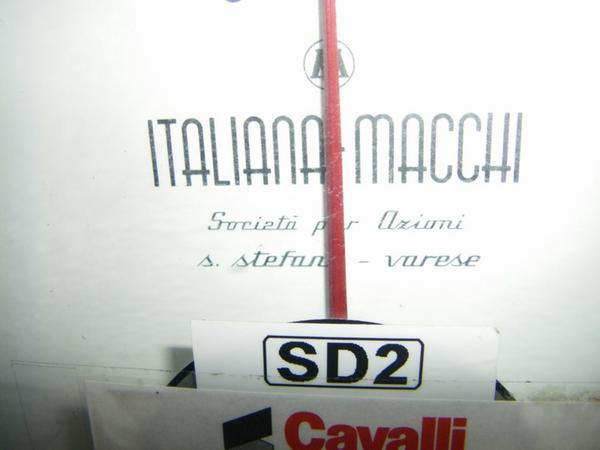 ITALIANA-MACCHI
Società per Azioni
s. stefano - varese
SD2
Cavalli